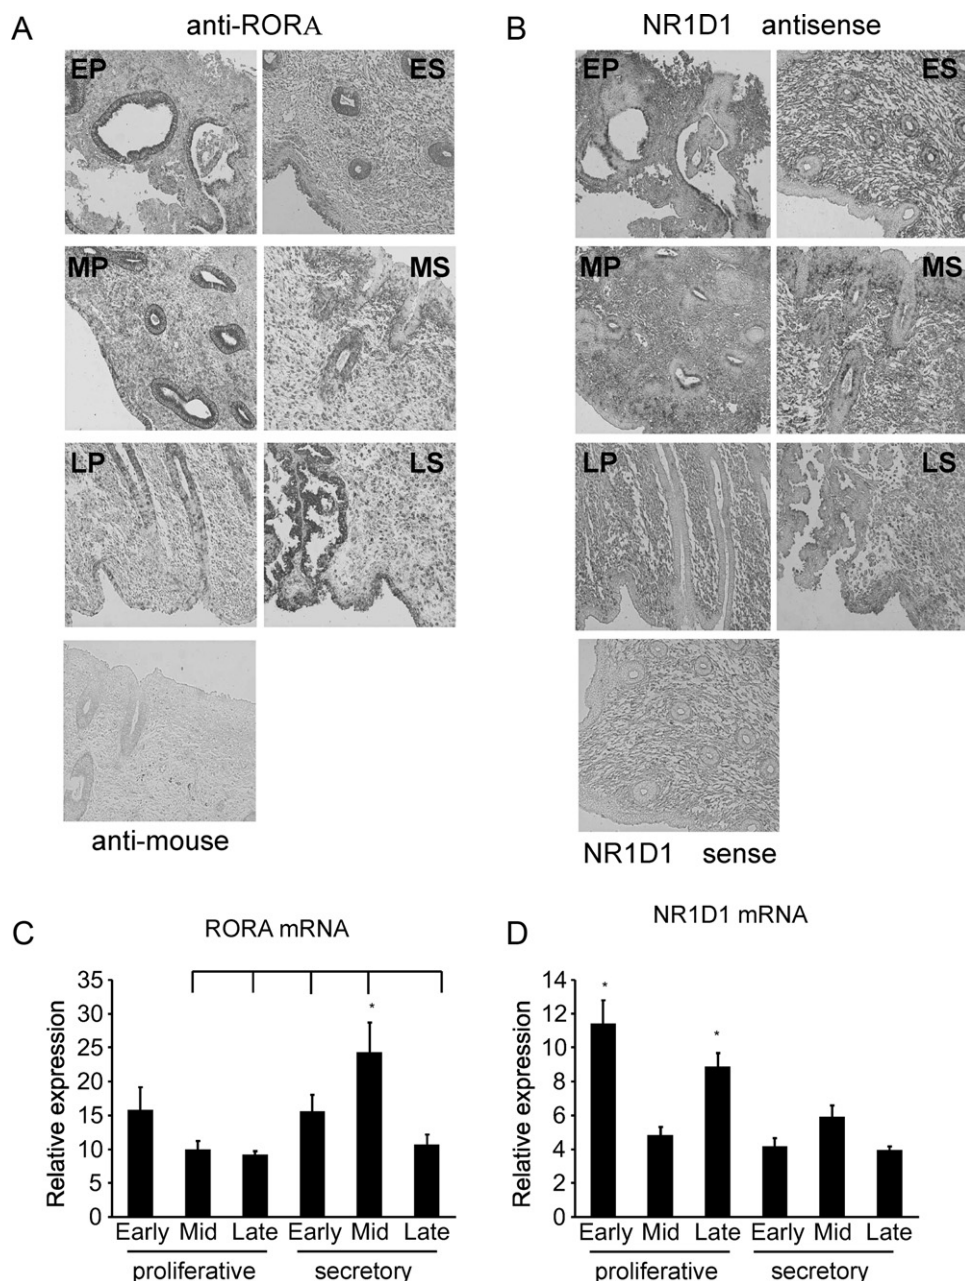 A
anti-RORA
EP
ES
MP
MS
LP
LS
anti-mouse
B
NR1D1 antisense
EP
ES
MP
MS
LP
LS
NR1D1 sense
C
RORA mRNA
Relative expression
35
30
25
20
15
10
5
0
*
Early Mid Late Early Mid Late
proliferative secretory
D
NR1D1 mRNA
Relative expression
14
12
10
8
6
4
2
0
*
*
Early Mid Late Early Mid Late
proliferative secretory